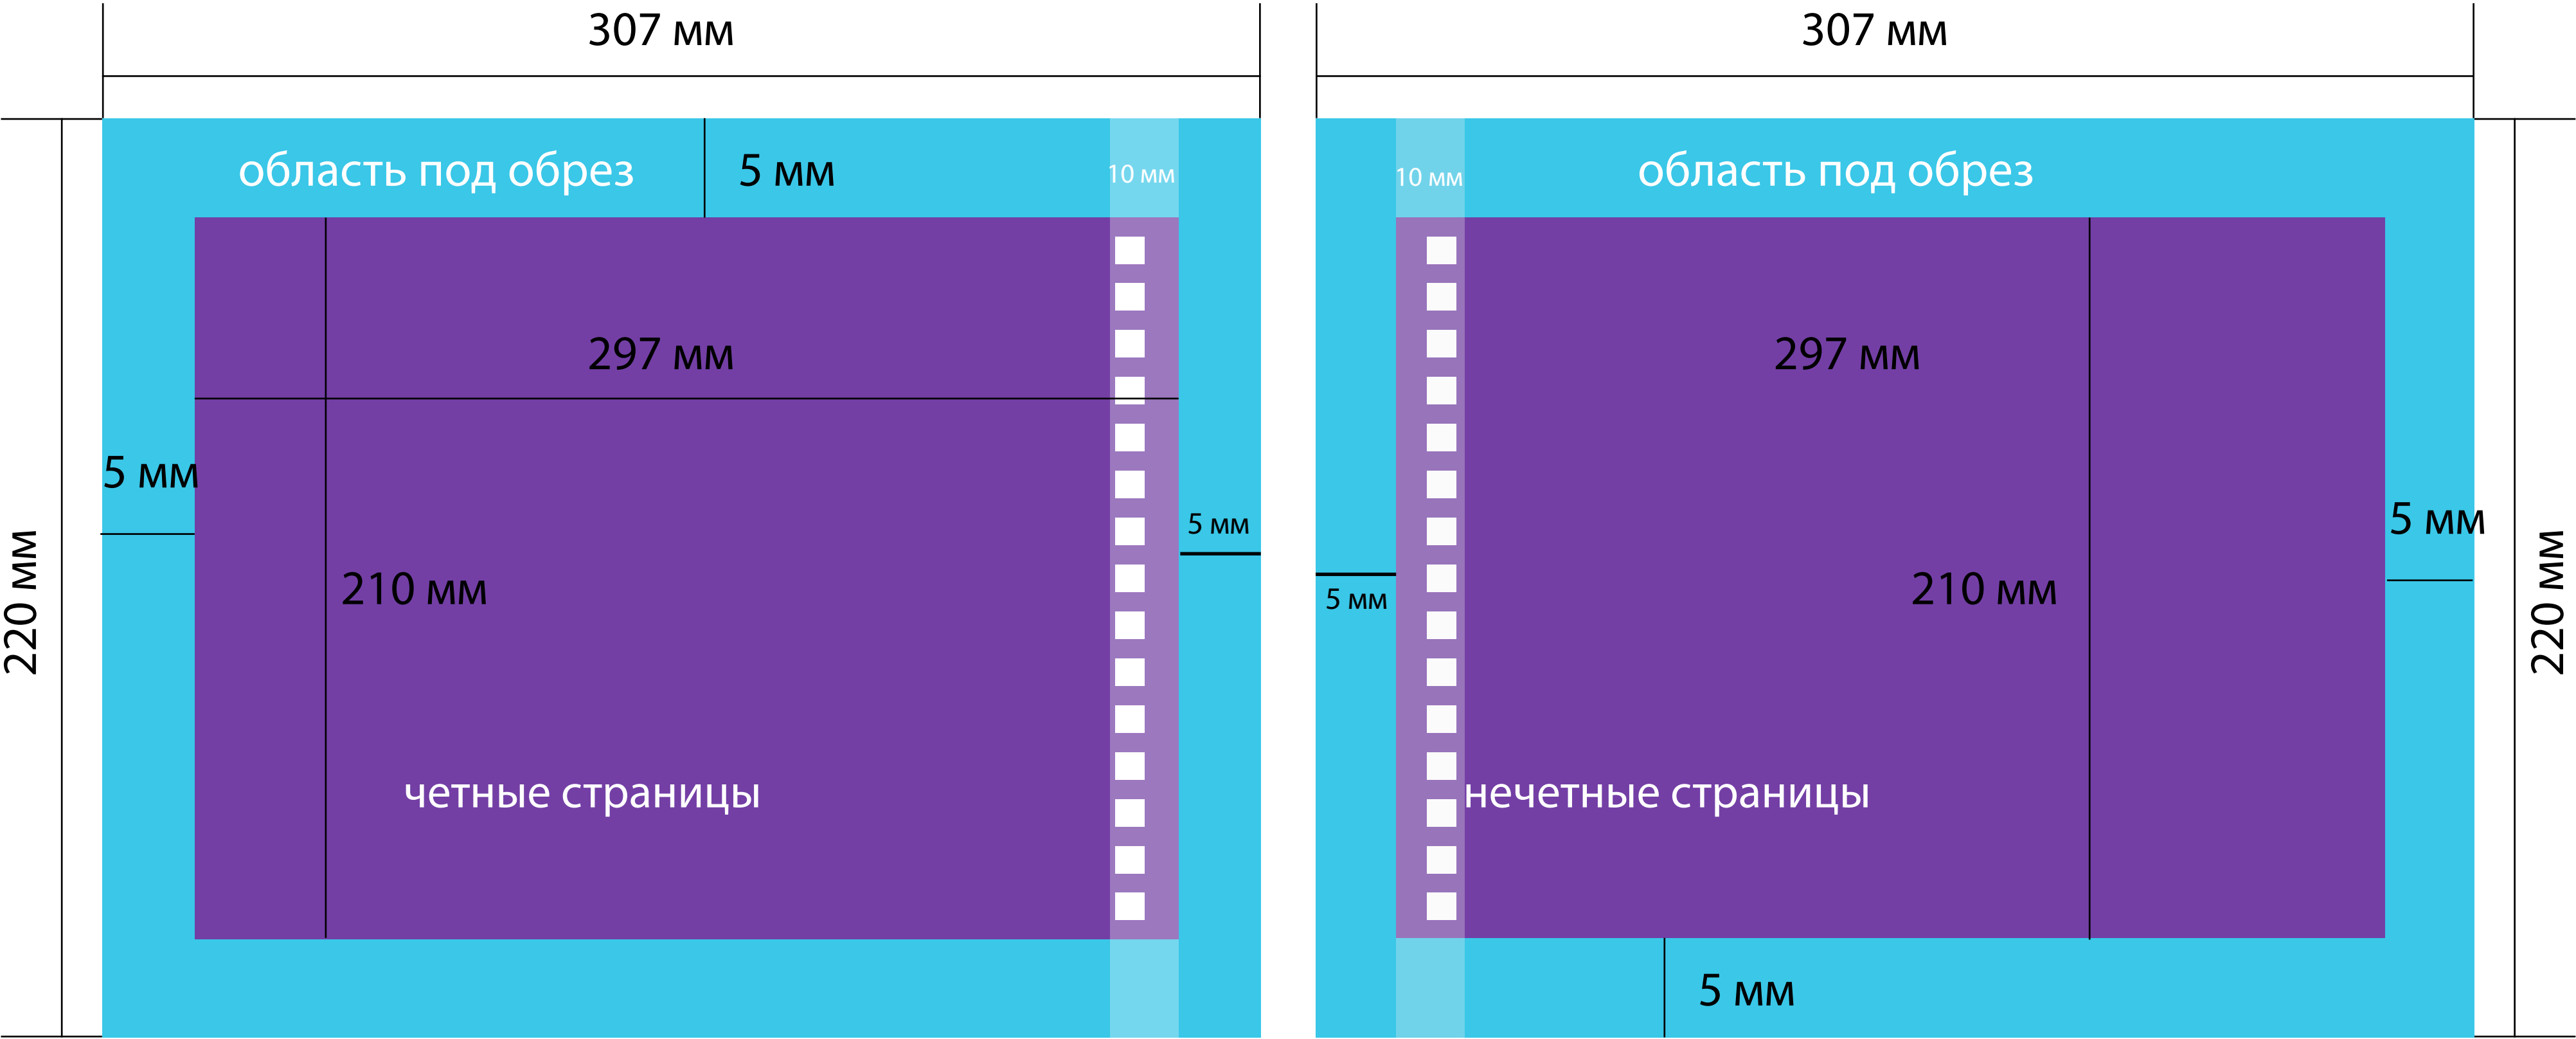 307 мм
307 мм
область под обрез
5 мм
10 мм
10 мм
область под обрез
297 мм
297 мм
5 мм
5 мм
5 мм
220 мм
210 мм
5 мм
210 мм
220 мм
четные страницы
нечетные страницы
5 мм